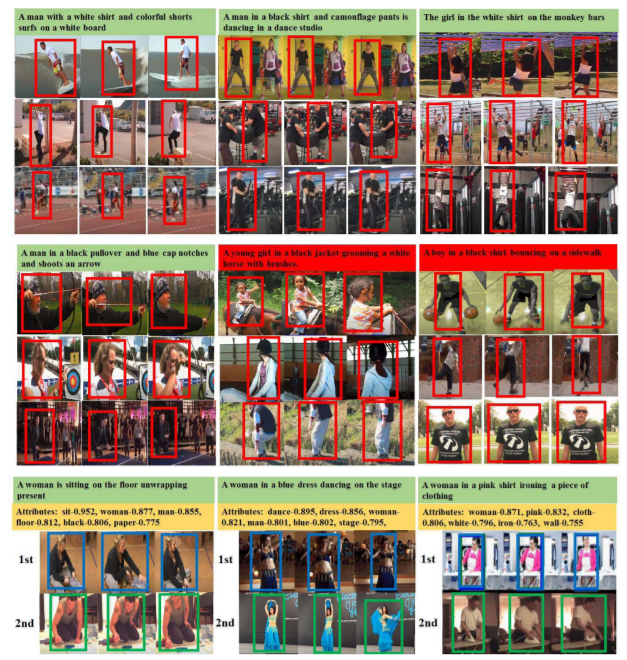 A man with a white shirt and colorful shorts
surfs on a white board
A man in a black shirt and camouflage pants is
dancing in a dance studio
The girl in the white shirt on the monkey bars
A man in a black pullover and blue cap notches
and shoots an arrow
A young girl in a black jacket grooming a white
horse with brushes.
A boy in a black shirt bouncing on a sidewalk
A woman is sitting on the floor unwrapping
present
Attributes: sit-0.952, woman-0.877, man-0.855,
floor-0.812, black-0.806, paper-0.775
1st
2nd
A woman in a blue dress dancing on the stage
Attributes: dance-0.895, dress-0.856, woman-
0.821, man-0.801, blue-0.802, stage-0.795,
1st
2nd
A woman in a pink shirt ironing a piece of
clothing
Attributes: woman-0.871, pink-0.832, cloth-
0.806, white-0.796, iron-0.763, wall-0.755
1st
2nd